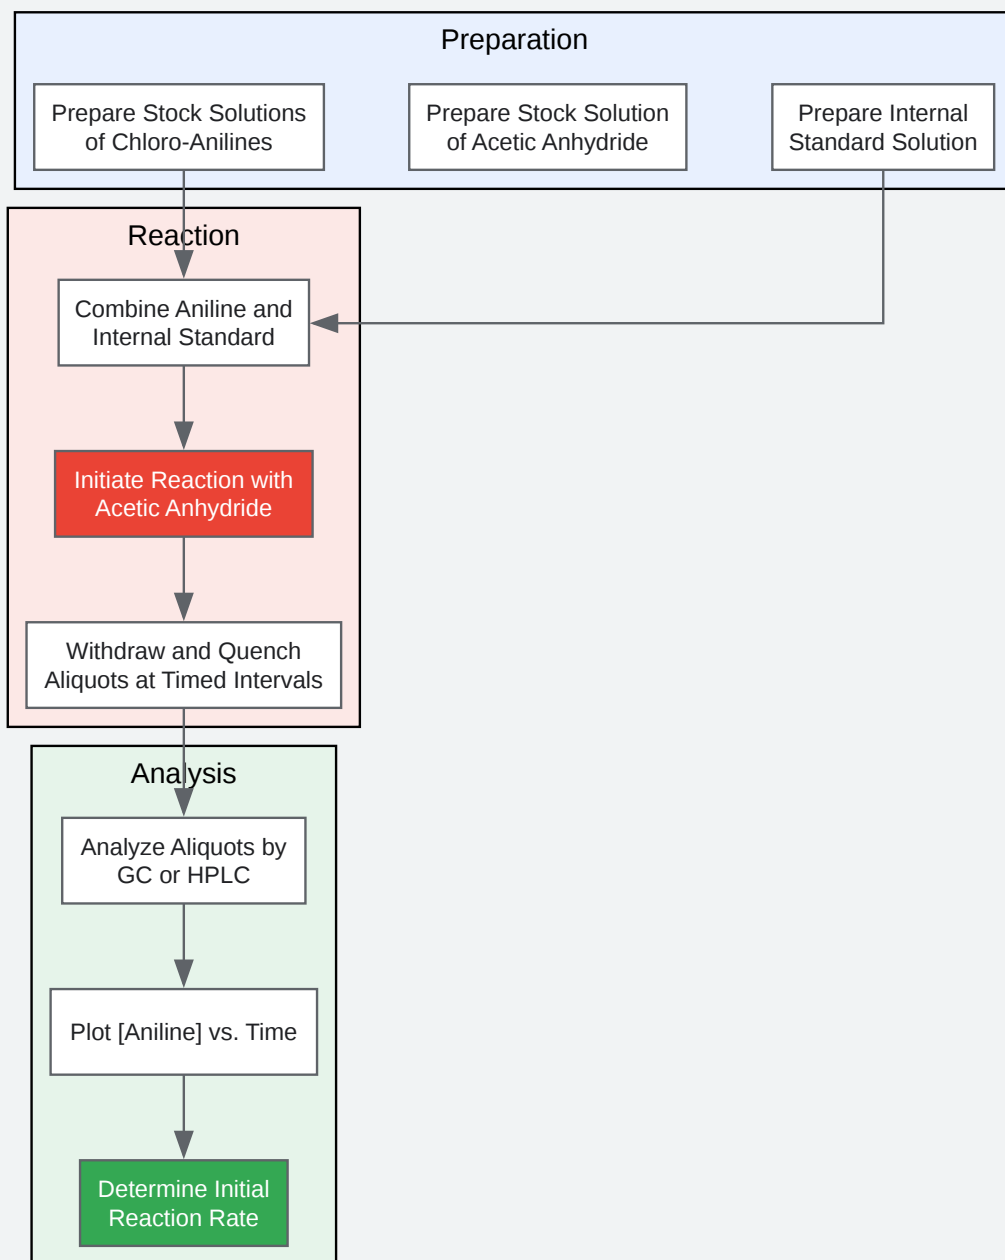 Preparation
Prepare Stock Solutions
of Chloro-Anilines
Prepare Stock Solution
of Acetic Anhydride
Prepare Internal
Standard Solution
Reaction
Combine Aniline and
Internal Standard
Initiate Reaction with
Acetic Anhydride
Withdraw and Quench
Aliquots at Timed Intervals
Analysis
Analyze Aliquots by
GC or HPLC
Plot [Aniline] vs. Time
Determine Initial
Reaction Rate